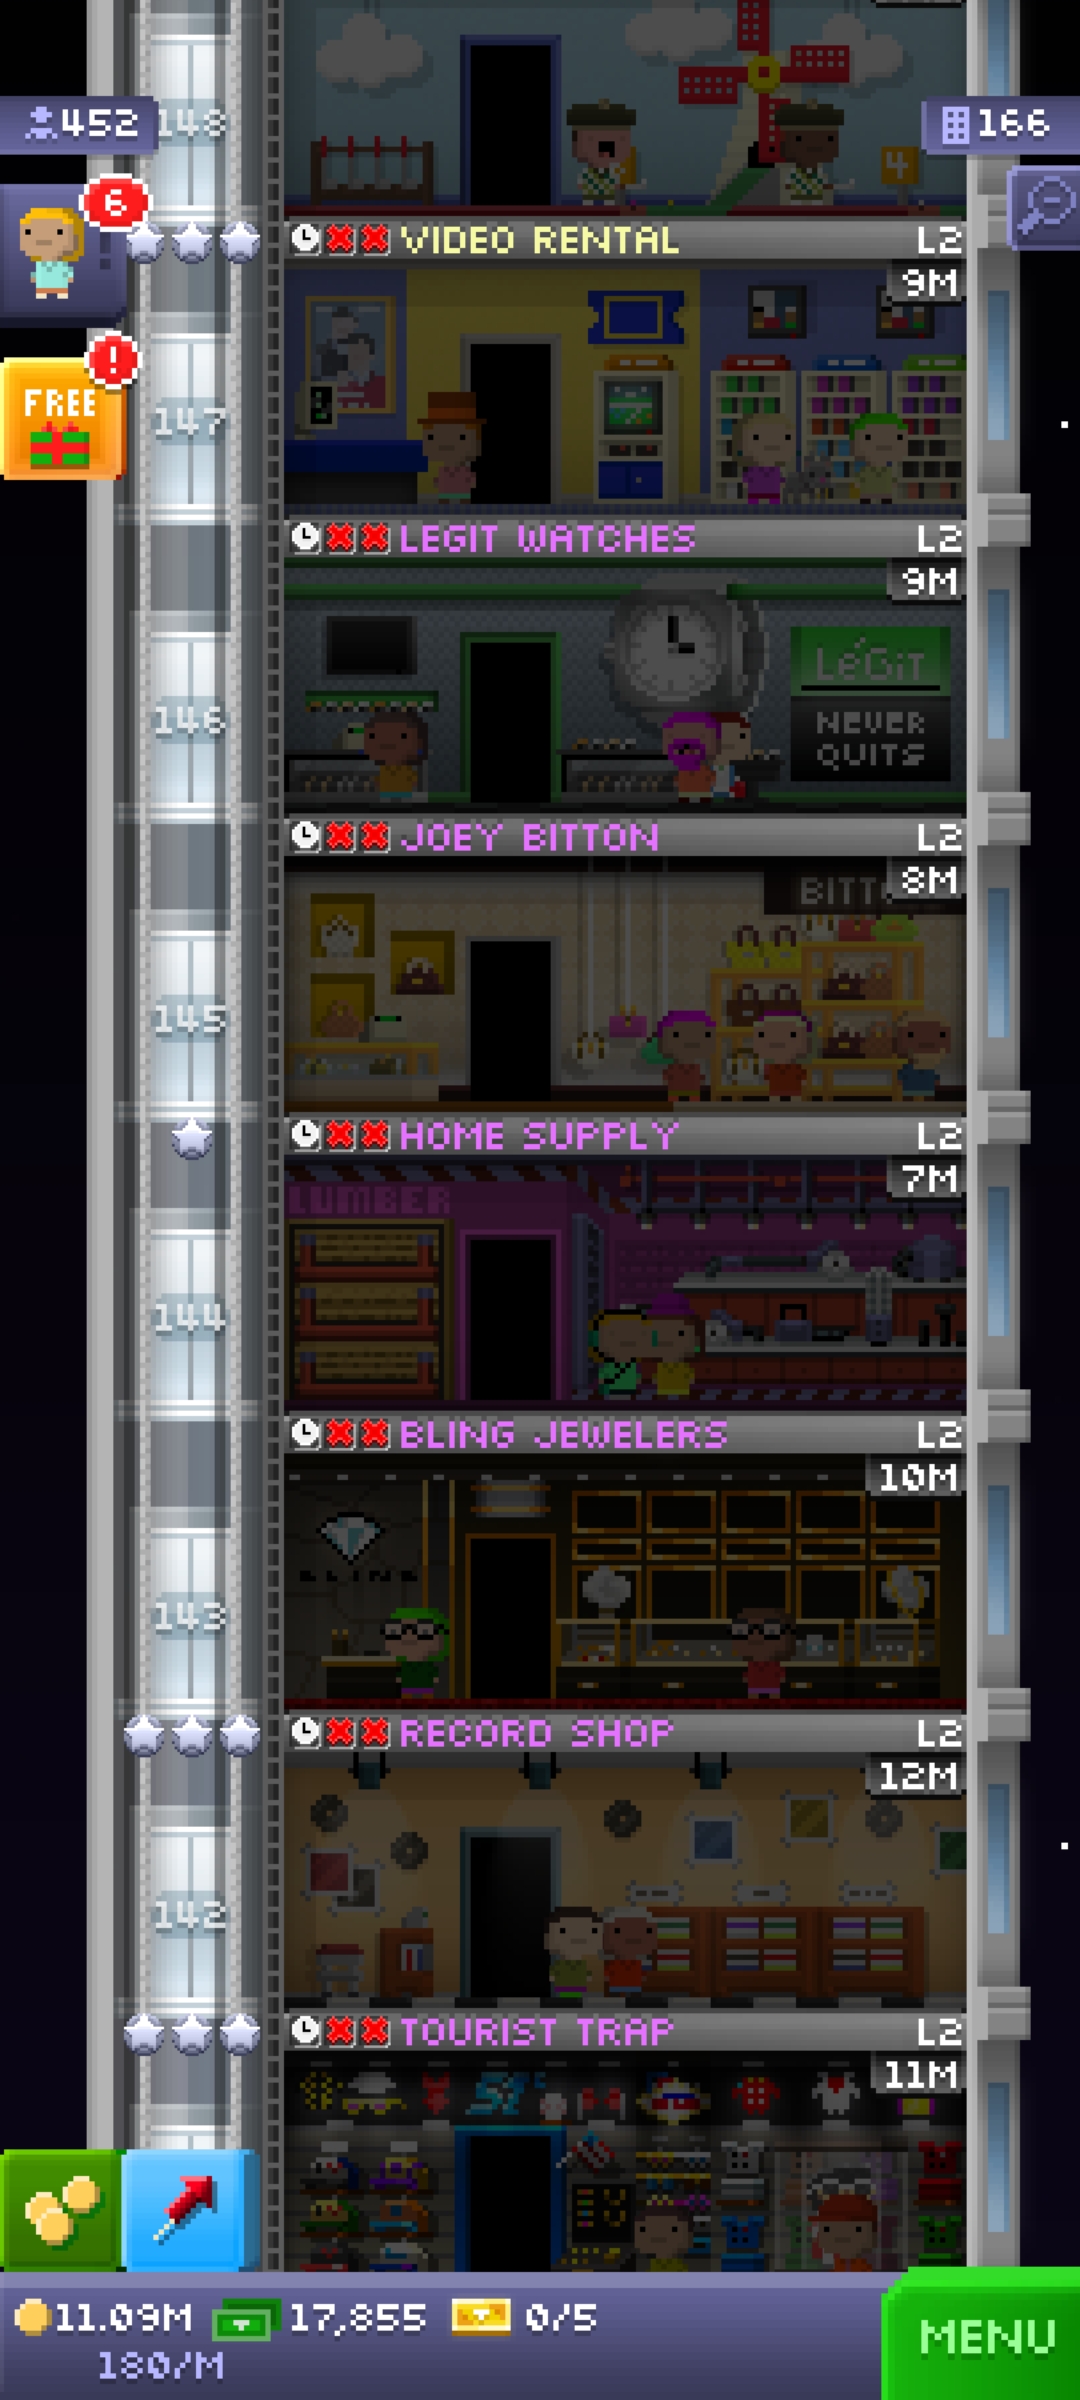 148
452
166
6
4
VIDEO RENTAL L2
9M
!
FREE
147
LEGIT WATCHES L2
9M
LéGiT
NEVER
QUITS
146
JOEY BITTON L2
8M
BITT
145
HOME SUPPLY L2
7M
LUMBER
144
BLING JEWELERS L2
10M
BLING
143
RECORD SHOP L2
12M
142
TOURIST TRAP L2
11M
11.09M 17,855 0/5
180/M
MENU